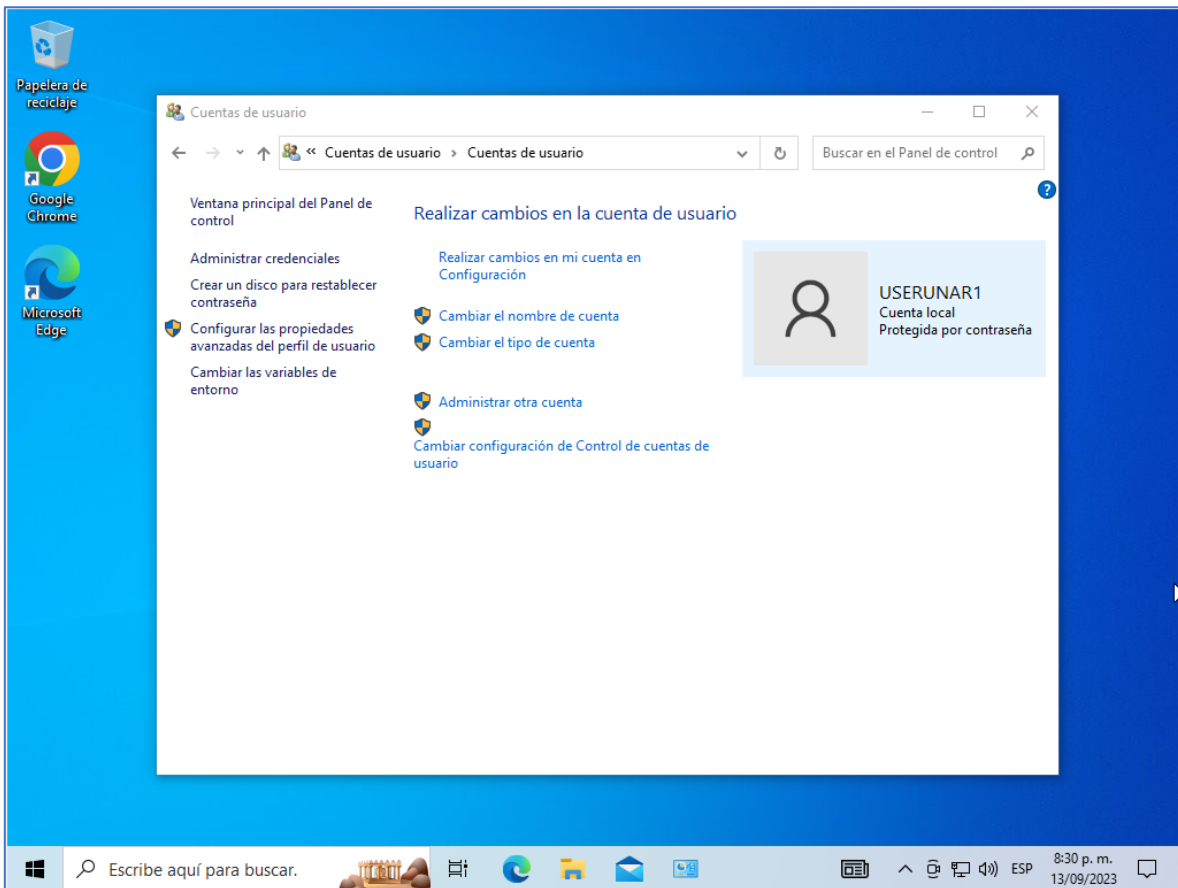 Papelera de
reciclaje
Google
Chrome
Microsoft
Edge
Cuentas de usuario
« Cuentas de usuario › Cuentas de usuario
Buscar en el Panel de control
?
Ventana principal del Panel de
control
Administrar credenciales
Crear un disco para restablecer
contraseña
Configurar las propiedades
avanzadas del perfil de usuario
Cambiar las variables de
entorno
Realizar cambios en la cuenta de usuario
Realizar cambios en mi cuenta en
Configuración
Cambiar el nombre de cuenta
Cambiar el tipo de cuenta
Administrar otra cuenta
Cambiar configuración de Control de cuentas de
usuario
USERUNAR1
Cuenta local
Protegida por contraseña
Escribe aquí para buscar.
ESP
8:30 p. m.
13/09/2023